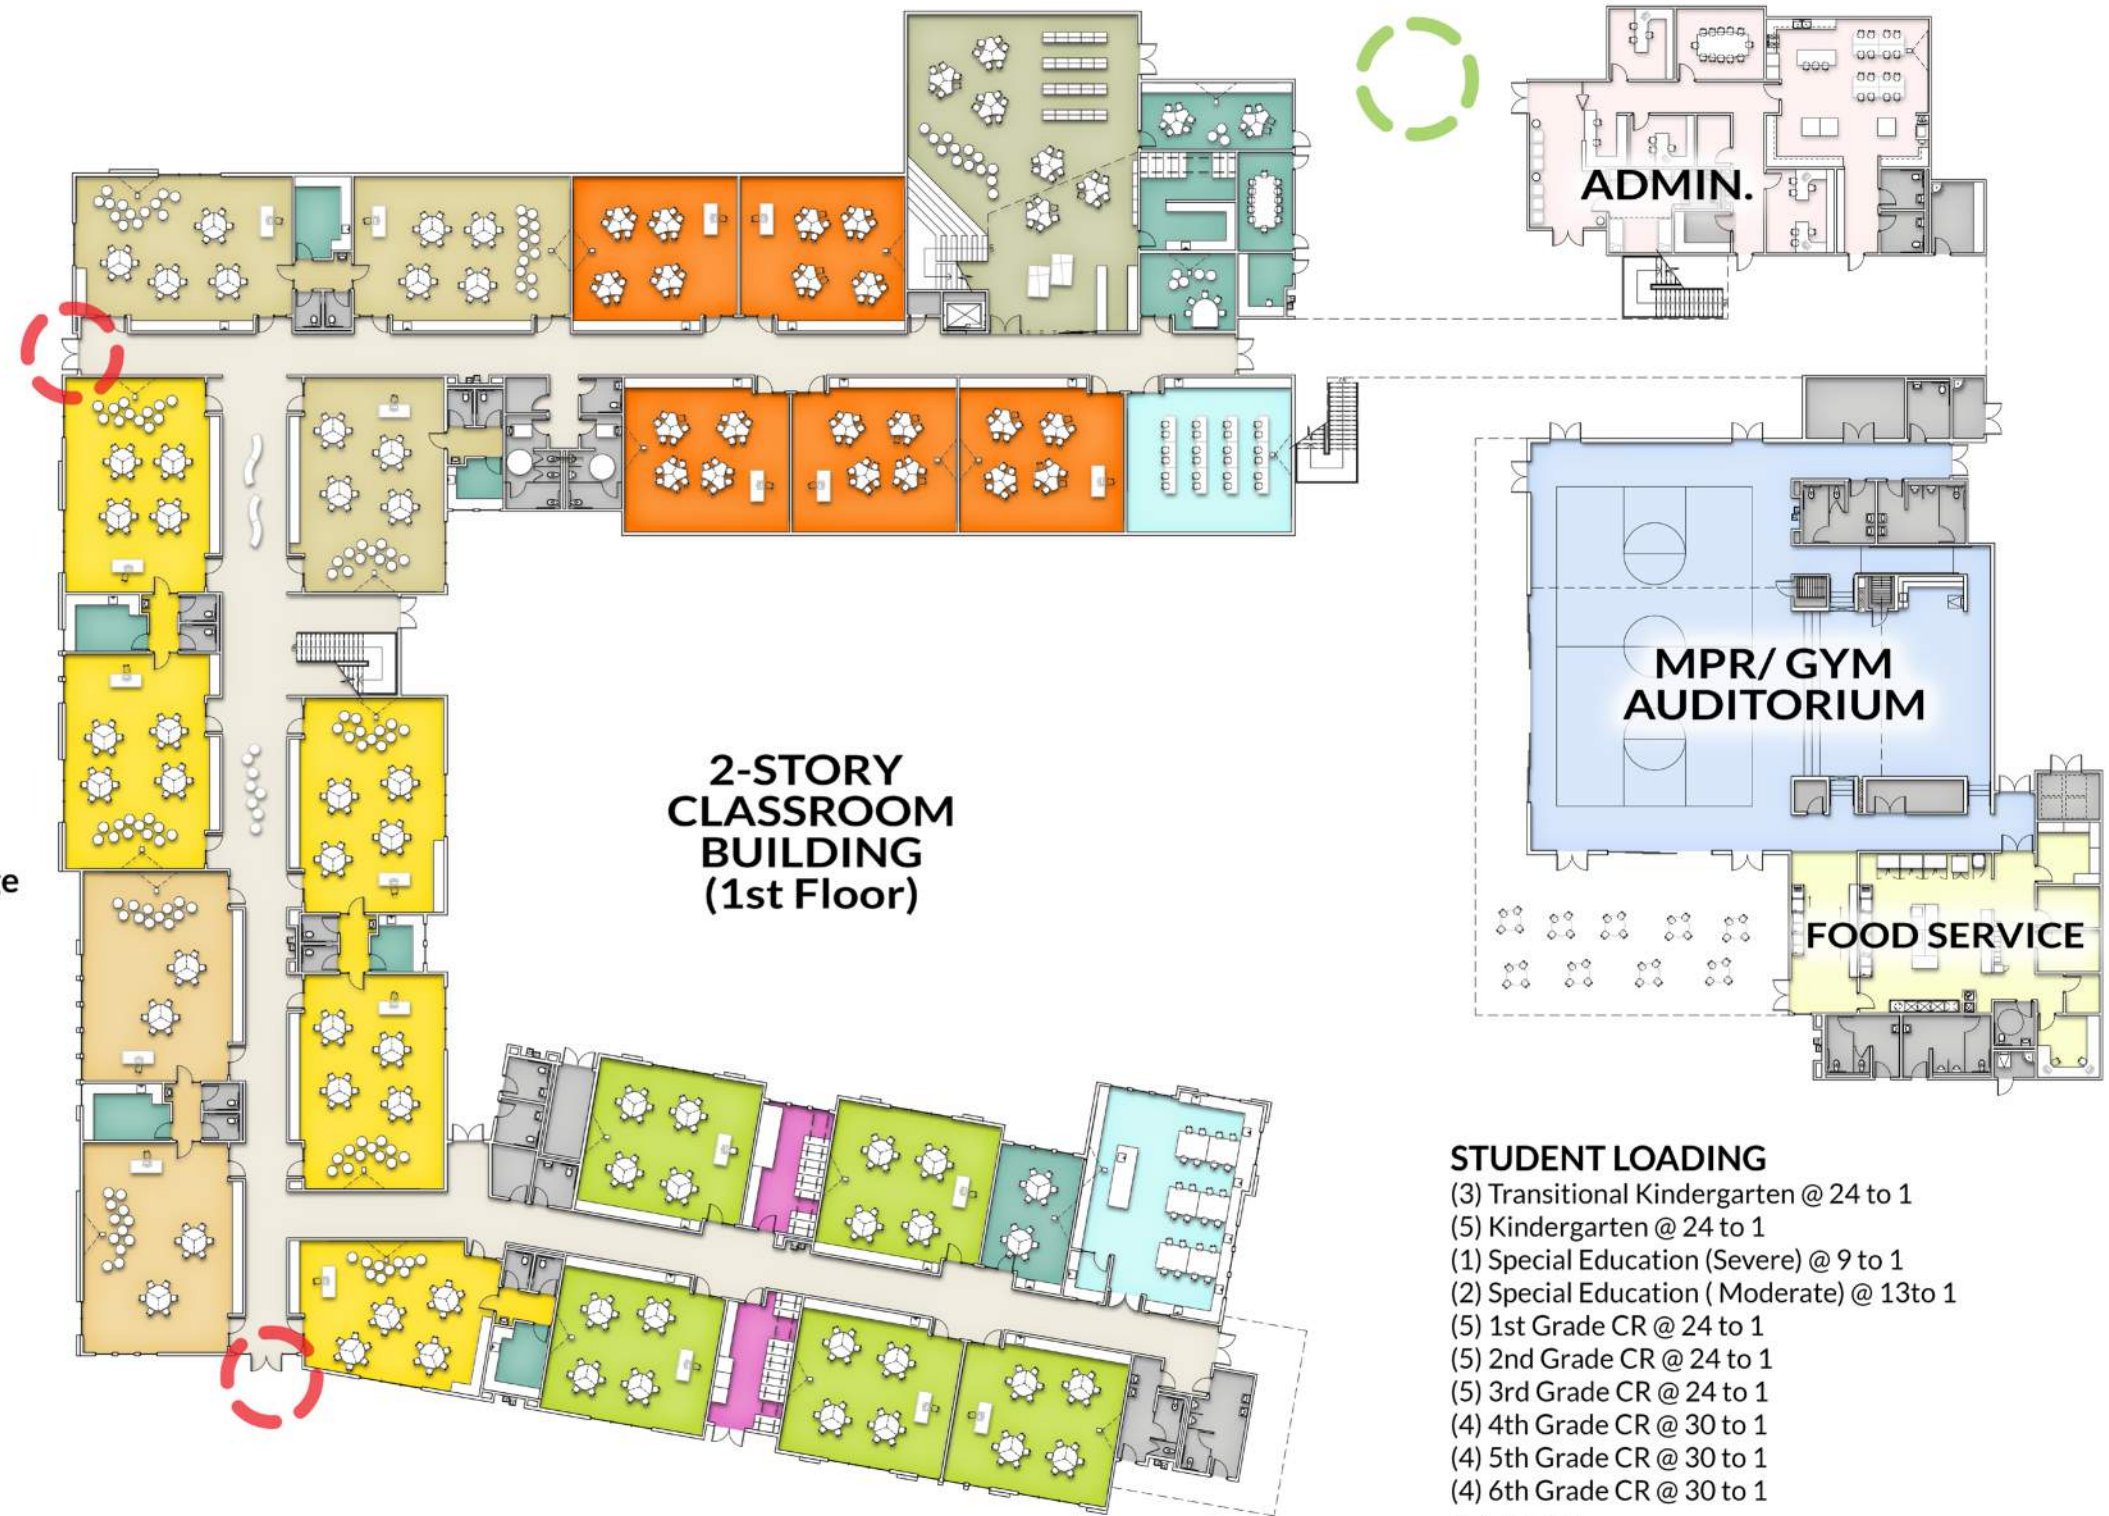 ADMIN.
MPR/ GYM
AUDITORIUM
2-STORY
CLASSROOM
BUILDING
(1st Floor)
FOOD SERVICE
STUDENT LOADING
(3) Transitional Kindergarten @ 24 to 1
(5) Kindergarten @ 24 to 1
(1) Special Education (Severe) @ 9 to 1
(2) Special Education ( Moderate) @ 13to 1
(5) 1st Grade CR @ 24 to 1
(5) 2nd Grade CR @ 24 to 1
(5) 3rd Grade CR @ 24 to 1
(4) 4th Grade CR @ 30 to 1
(4) 5th Grade CR @ 30 to 1
(4) 6th Grade CR @ 30 to 1